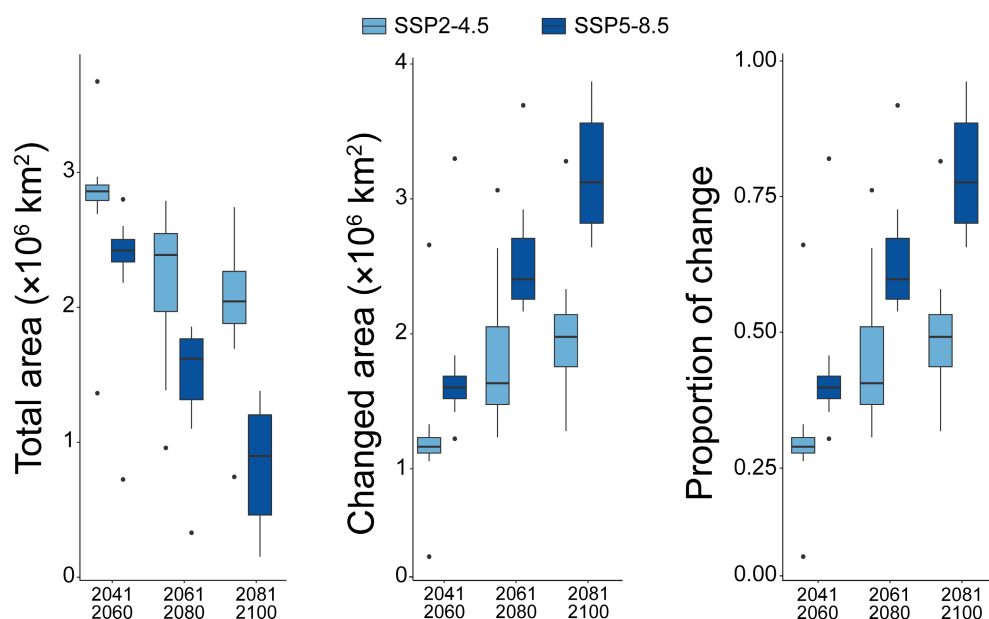 SSP2-4.5 SSP5-8.5
Total area (×10⁶ km²)
3
2
1
0
2041 2061 2081
2060 2080 2100
Changed area (×10⁶ km²)
4
3
2
1
0
2041 2061 2081
2060 2080 2100
Proportion of change
1.00
0.75
0.50
0.25
0.00
2041 2061 2081
2060 2080 2100